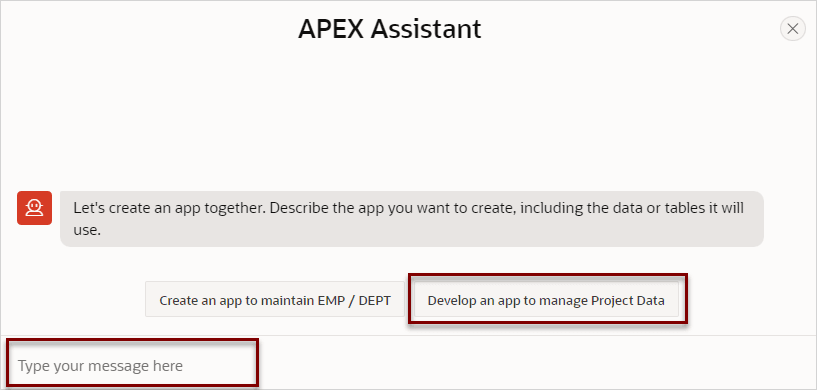 APEX Assistant
Let's create an app together. Describe the app you want to create, including the data or tables it will
use.
Create an app to maintain EMP / DEPT
Develop an app to manage Project Data
Type your message here